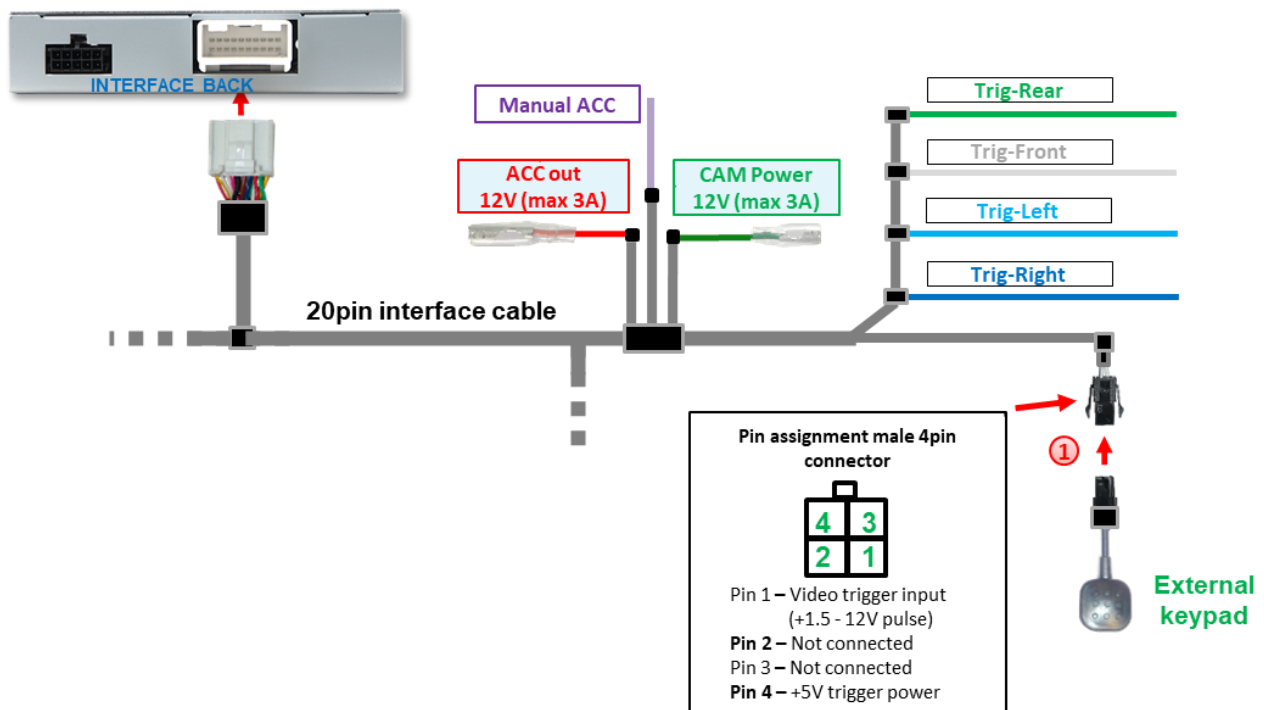 INTERFACE BACK
Manual ACC
ACC out
12V (max 3A)
CAM Power
12V (max 3A)
Trig-Rear
Trig-Front
Trig-Left
Trig-Right
20pin interface cable
Pin assignment male 4pin
connector
4 3
2 1
Pin 1 – Video trigger input
(+1.5 - 12V pulse)
Pin 2 – Not connected
Pin 3 – Not connected
Pin 4 – +5V trigger power
1
External
keypad